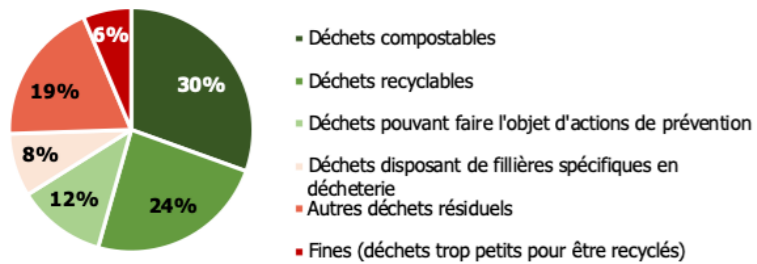 6%
30%
19%
8%
12%
24%
Déchets compostables
Déchets recyclables
Déchets pouvant faire l'objet d'actions de prévention
Déchets disposant de fillières spécifiques en
décheterie
Autres déchets résiduels
Fines (déchets trop petits pour être recyclés)